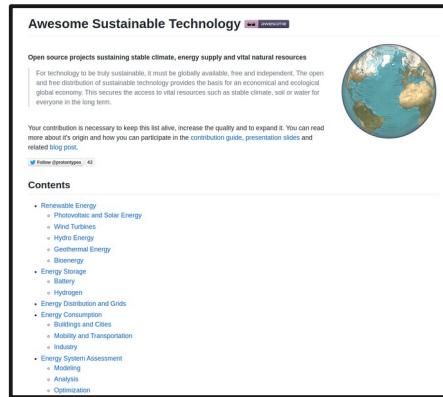 Awesome Sustainable Technology awesome
Open source projects sustaining stable climate, energy supply and vital natural resources
For technology to be truly sustainable, it must be globally available, free and independent. The open
and free distribution of sustainable technology provides the basis for an economical and ecological
global economy. This secures the access to vital resources such as stable climate, soil or water for
everyone in the long term.
Your contribution is necessary to keep this list alive, increase the quality and to expand it. You can read
more about it's origin and how you can participate in the contribution guide, presentation slides and
related blog post.
Follow @protontypes 43
Contents
• Renewable Energy
◦ Photovoltaic and Solar Energy
◦ Wind Turbines
◦ Hydro Energy
◦ Geothermal Energy
◦ Bioenergy
• Energy Storage
◦ Battery
◦ Hydrogen
• Energy Distribution and Grids
• Energy Consumption
◦ Buildings and Cities
◦ Mobility and Transportation
◦ Industry
• Energy System Assessment
◦ Modeling
◦ Analysis
◦ Optimization